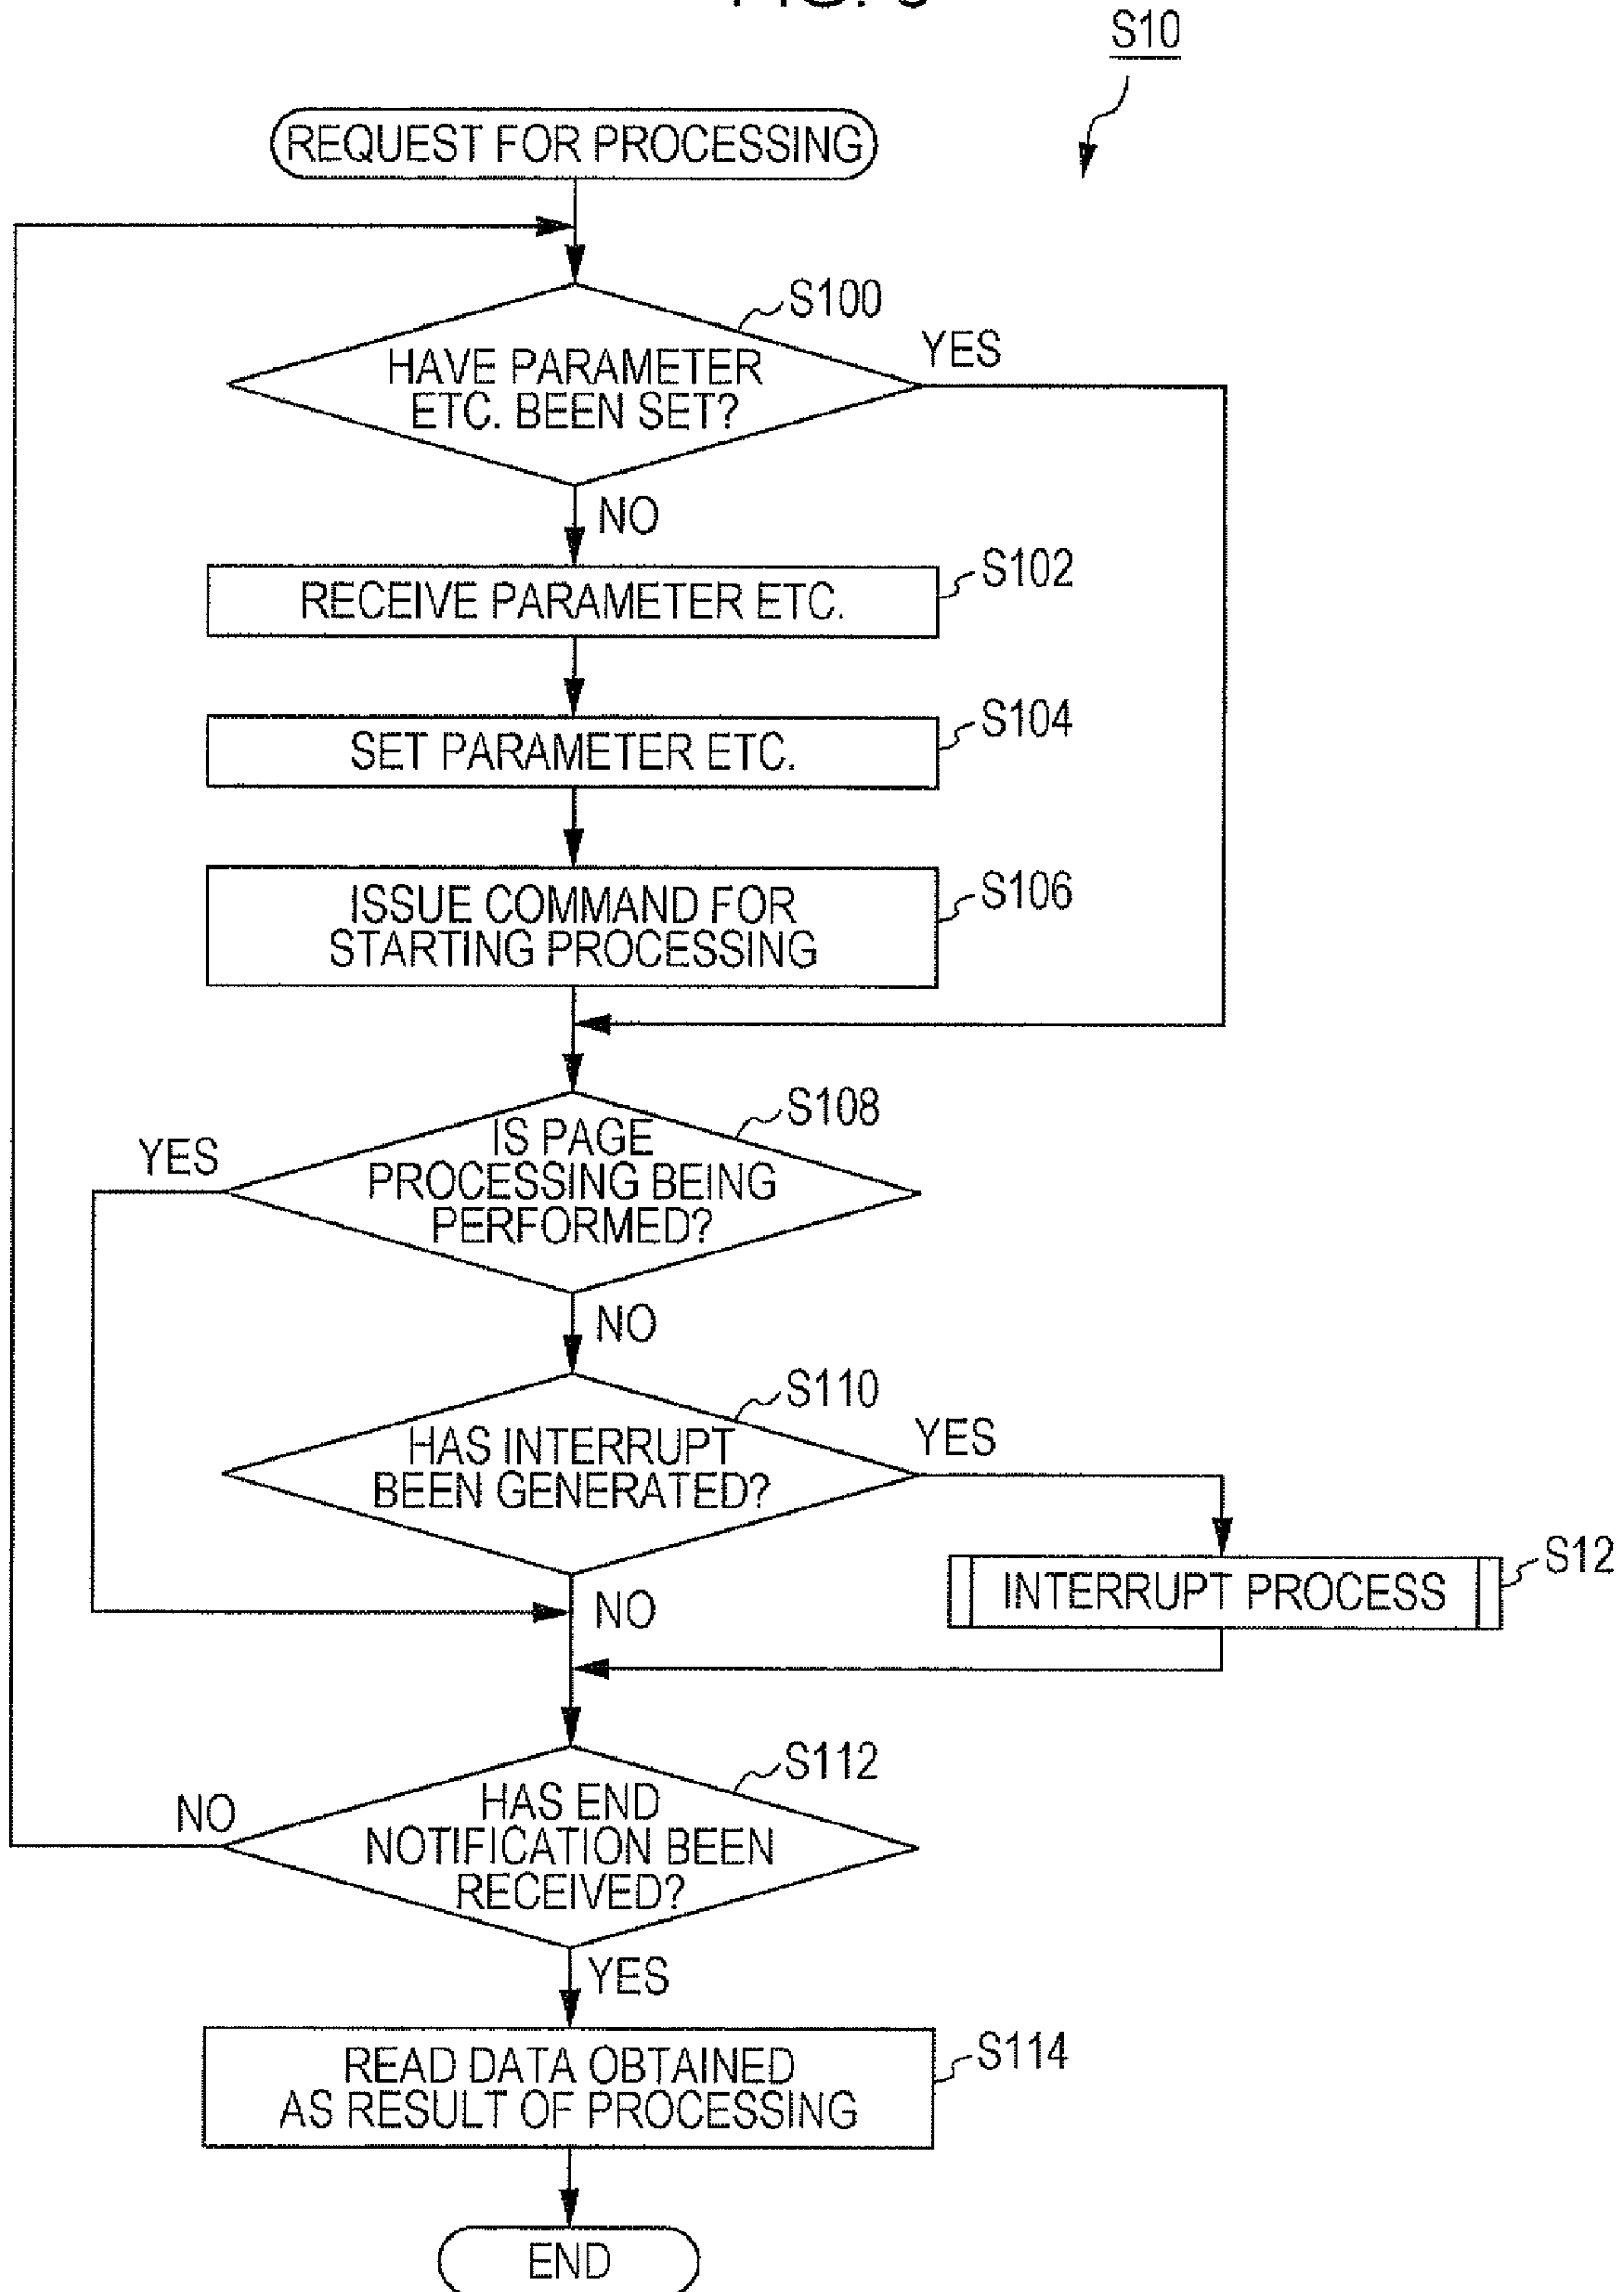 S10
REQUEST FOR PROCESSING
S100
HAVE PARAMETER
ETC. BEEN SET?
YES
NO
S102
RECEIVE PARAMETER ETC.
S104
SET PARAMETER ETC.
S106
ISSUE COMMAND FOR
STARTING PROCESSING
S108
IS PAGE
PROCESSING BEING
PERFORMED?
YES
NO
S110
HAS INTERRUPT
BEEN GENERATED?
YES
S12
INTERRUPT PROCESS
NO
S112
HAS END
NOTIFICATION BEEN
RECEIVED?
NO
YES
S114
READ DATA OBTAINED
AS RESULT OF PROCESSING
END